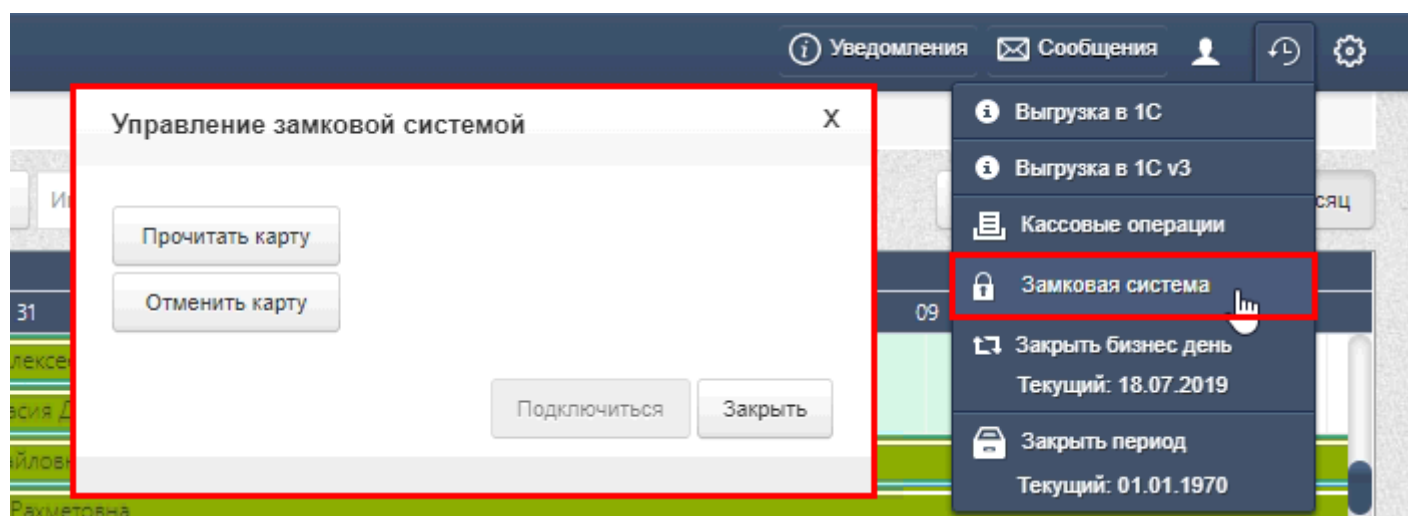 Уведомления Сообщения
Управление замковой системой X
Выгрузка в 1С
Выгрузка в 1С v3
Прочитать карту
Кассовые операции
Отменить карту
Замковая система
31
09
Закрыть бизнес день
Текущий: 18.07.2019
Подключиться Закрыть
Закрыть период
Текущий: 01.01.1970
Рахметовна